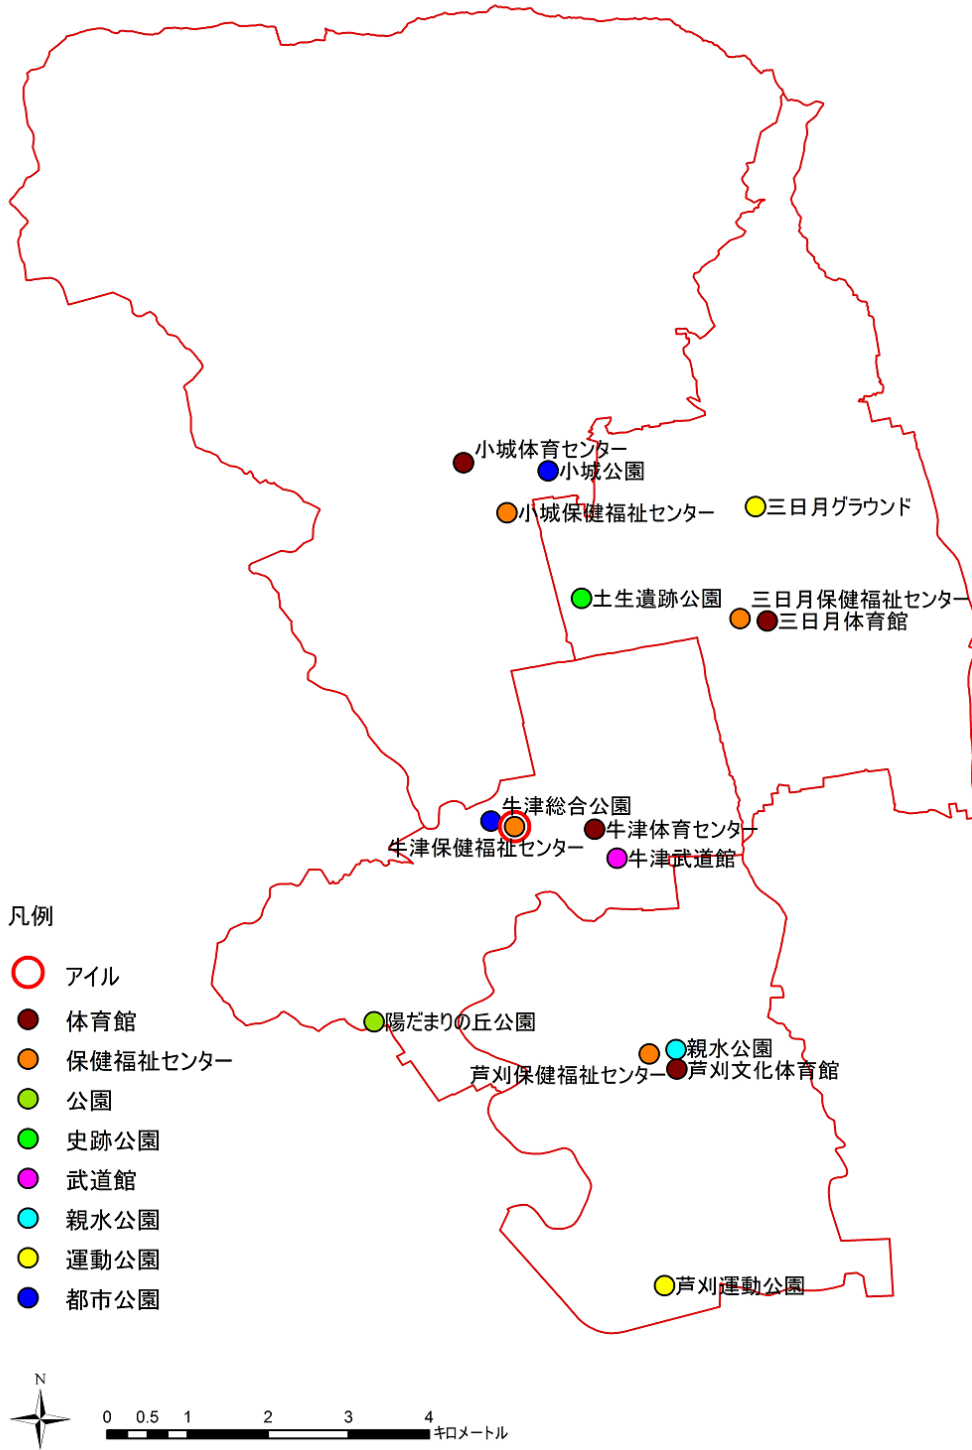 小城体育センター
小城公園
小城保健福祉センター
三日月グラウンド
土生遺跡公園
三日月保健福祉センター
三日月体育館
牛津総合公園
牛津体育センター
牛津保健福祉センター
牛津武道館
陽だまりの丘公園
親水公園
芦刈保健福祉センター
芦刈文化体育館
芦刈運動公園
凡例
アイル
体育館
保健福祉センター
公園
史跡公園
武道館
親水公園
運動公園
都市公園
N
0 0.5 1 2 3 4
キロメートル